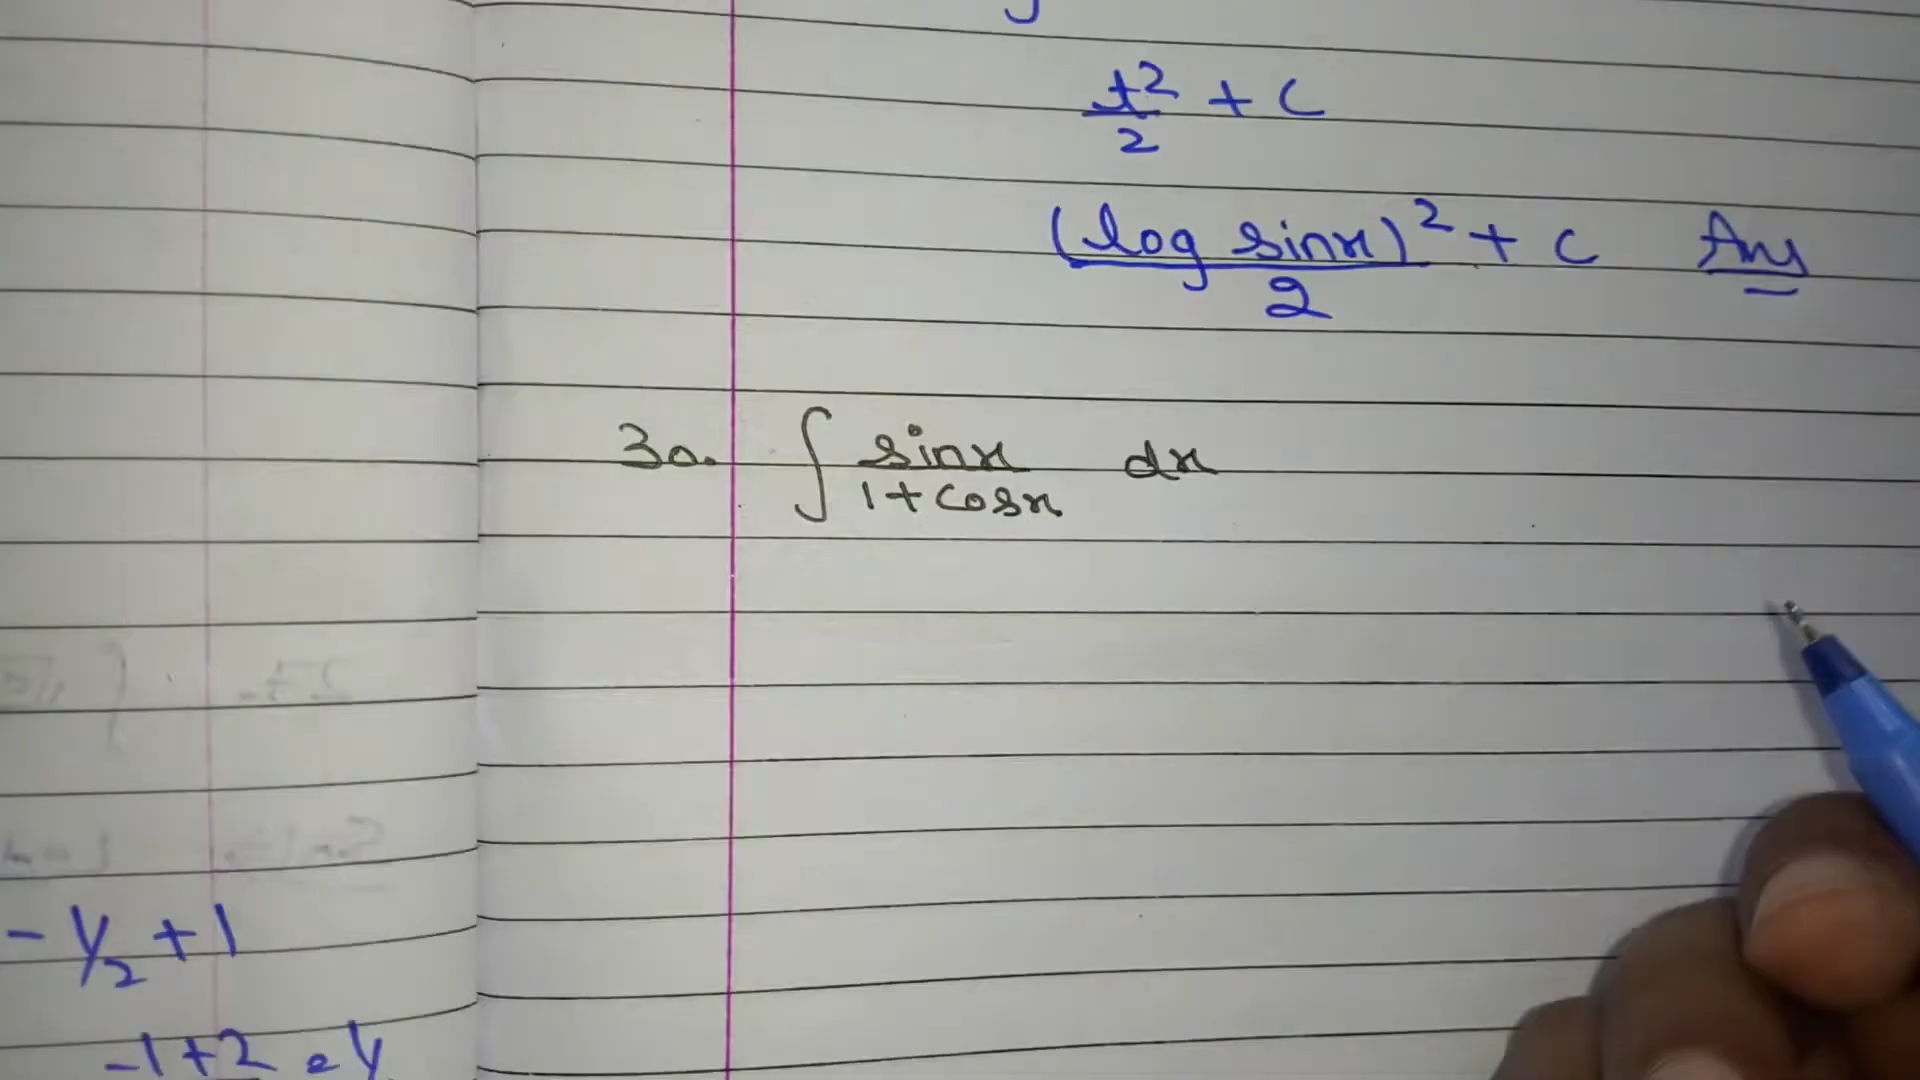 t²/2 + C
(log sinx)²/2 + C Ans
30. ∫ sinx/1+cosx dx
- 1/2 + 1
-1+2